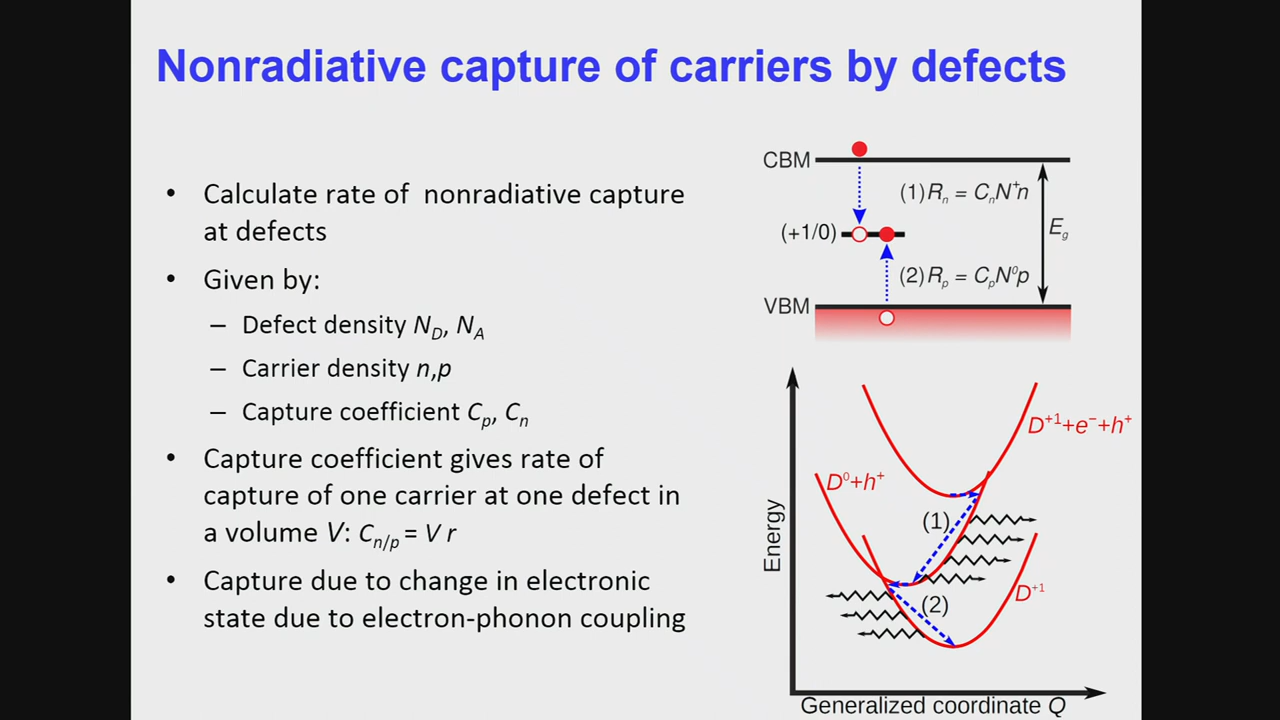 Nonradiative capture of carriers by defects
• Calculate rate of nonradiative capture
at defects
• Given by:
– Defect density N_D, N_A
– Carrier density n,p
– Capture coefficient C_p, C_n
• Capture coefficient gives rate of
capture of one carrier at one defect in
a volume V: C_n/p = V r
• Capture due to change in electronic
state due to electron-phonon coupling
CBM
(1) R_n = C_nN⁺n
(+1/0)
E_g
(2) R_p = C_pN⁰p
VBM
D⁺¹+e⁻+h⁺
D⁰+h⁺
(1)
Energy
D⁺¹
(2)
Generalized coordinate Q